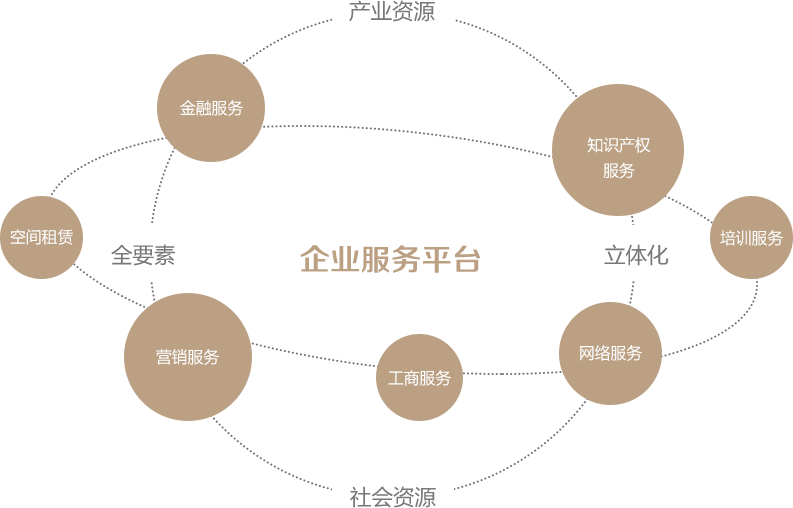 产业资源
金融服务
知识产权
服务
空间租赁
全要素
企业服务平台
立体化
培训服务
营销服务
工商服务
网络服务
社会资源